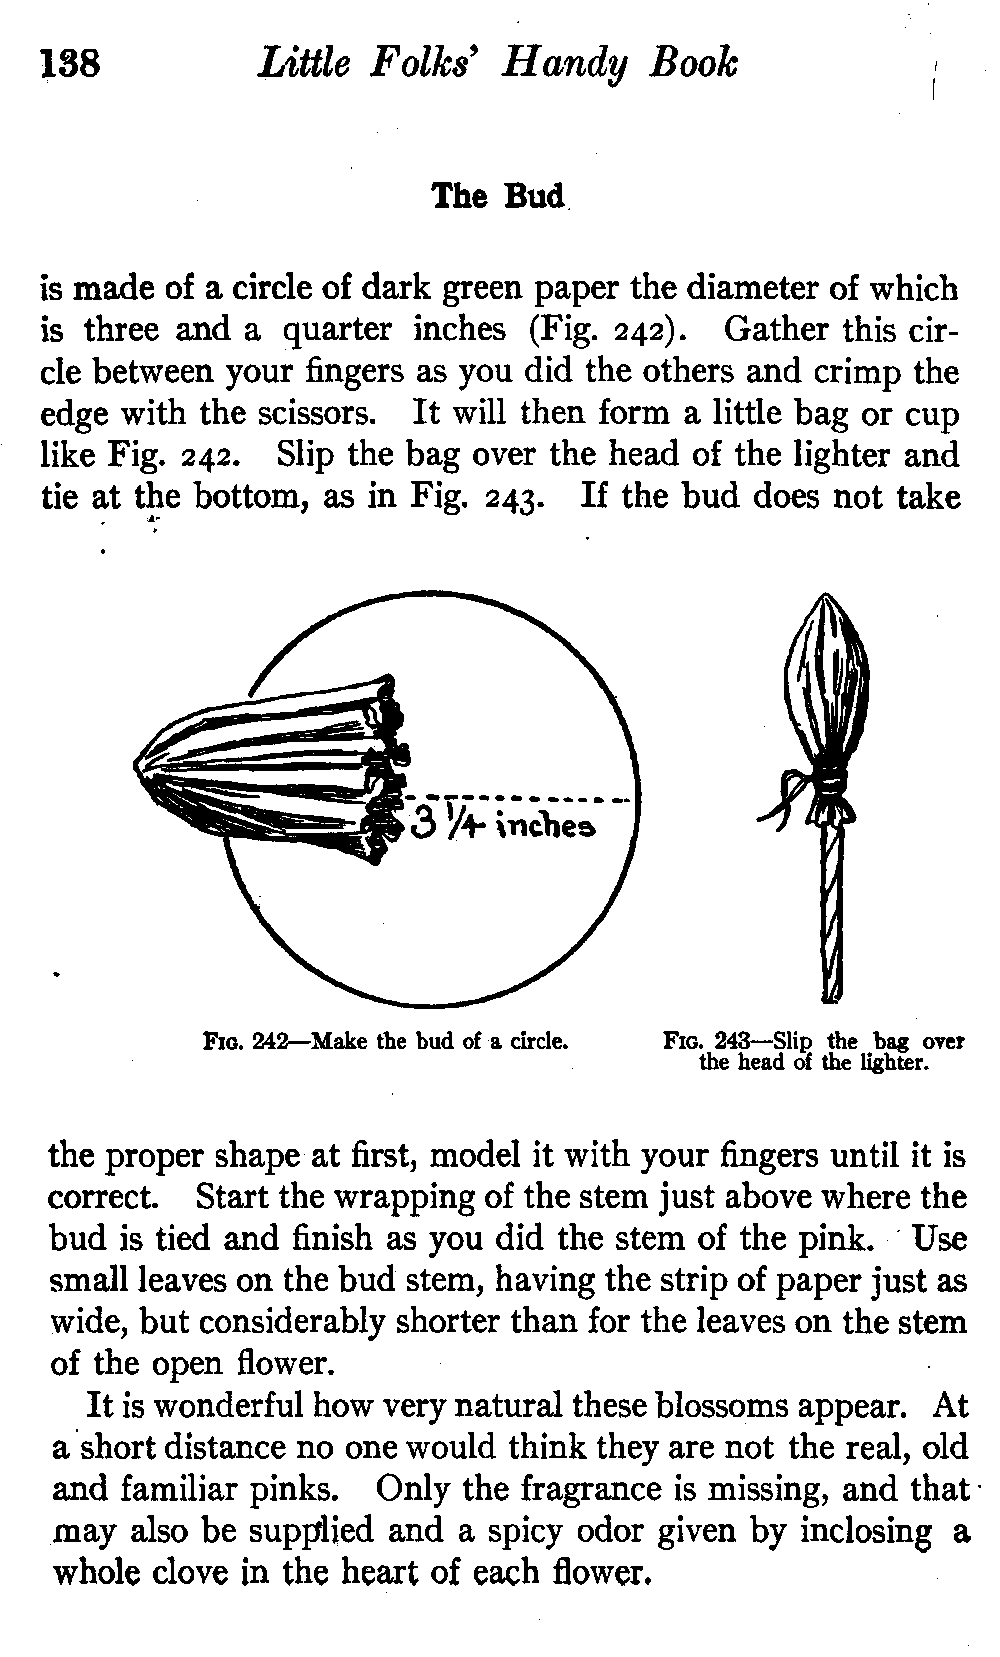 138 Little Folks' Handy Book
The Bud
is made of a circle of dark green paper the diameter of which
is three and a quarter inches (Fig. 242). Gather this cir-
cle between your fingers as you did the others and crimp the
edge with the scissors. It will then form a little bag or cup
like Fig. 242. Slip the bag over the head of the lighter and
tie at the bottom, as in Fig. 243. If the bud does not take
3 1/4 inches
Fig. 242—Make the bud of a circle.
Fig. 243—Slip the bag over
the head of the lighter.
the proper shape at first, model it with your fingers until it is
correct. Start the wrapping of the stem just above where the
bud is tied and finish as you did the stem of the pink. Use
small leaves on the bud stem, having the strip of paper just as
wide, but considerably shorter than for the leaves on the stem
of the open flower.
It is wonderful how very natural these blossoms appear. At
a short distance no one would think they are not the real, old
and familiar pinks. Only the fragrance is missing, and that
may also be supplied and a spicy odor given by inclosing a
whole clove in the heart of each flower.